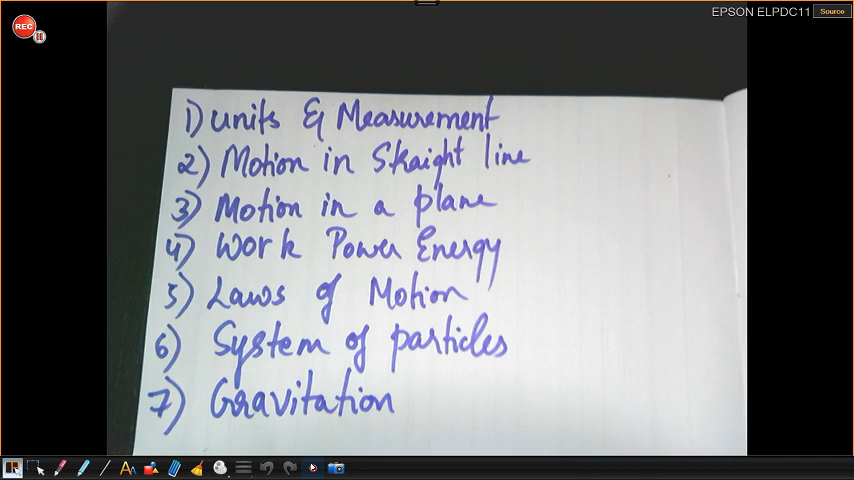 EPSON ELPDC11 Source
REC
1) units & Measurement
2) Motion in Straight line
3) Motion in a plane
4) Work Power Energy
5) Laws of Motion
6) System of particles
7) Gravitation